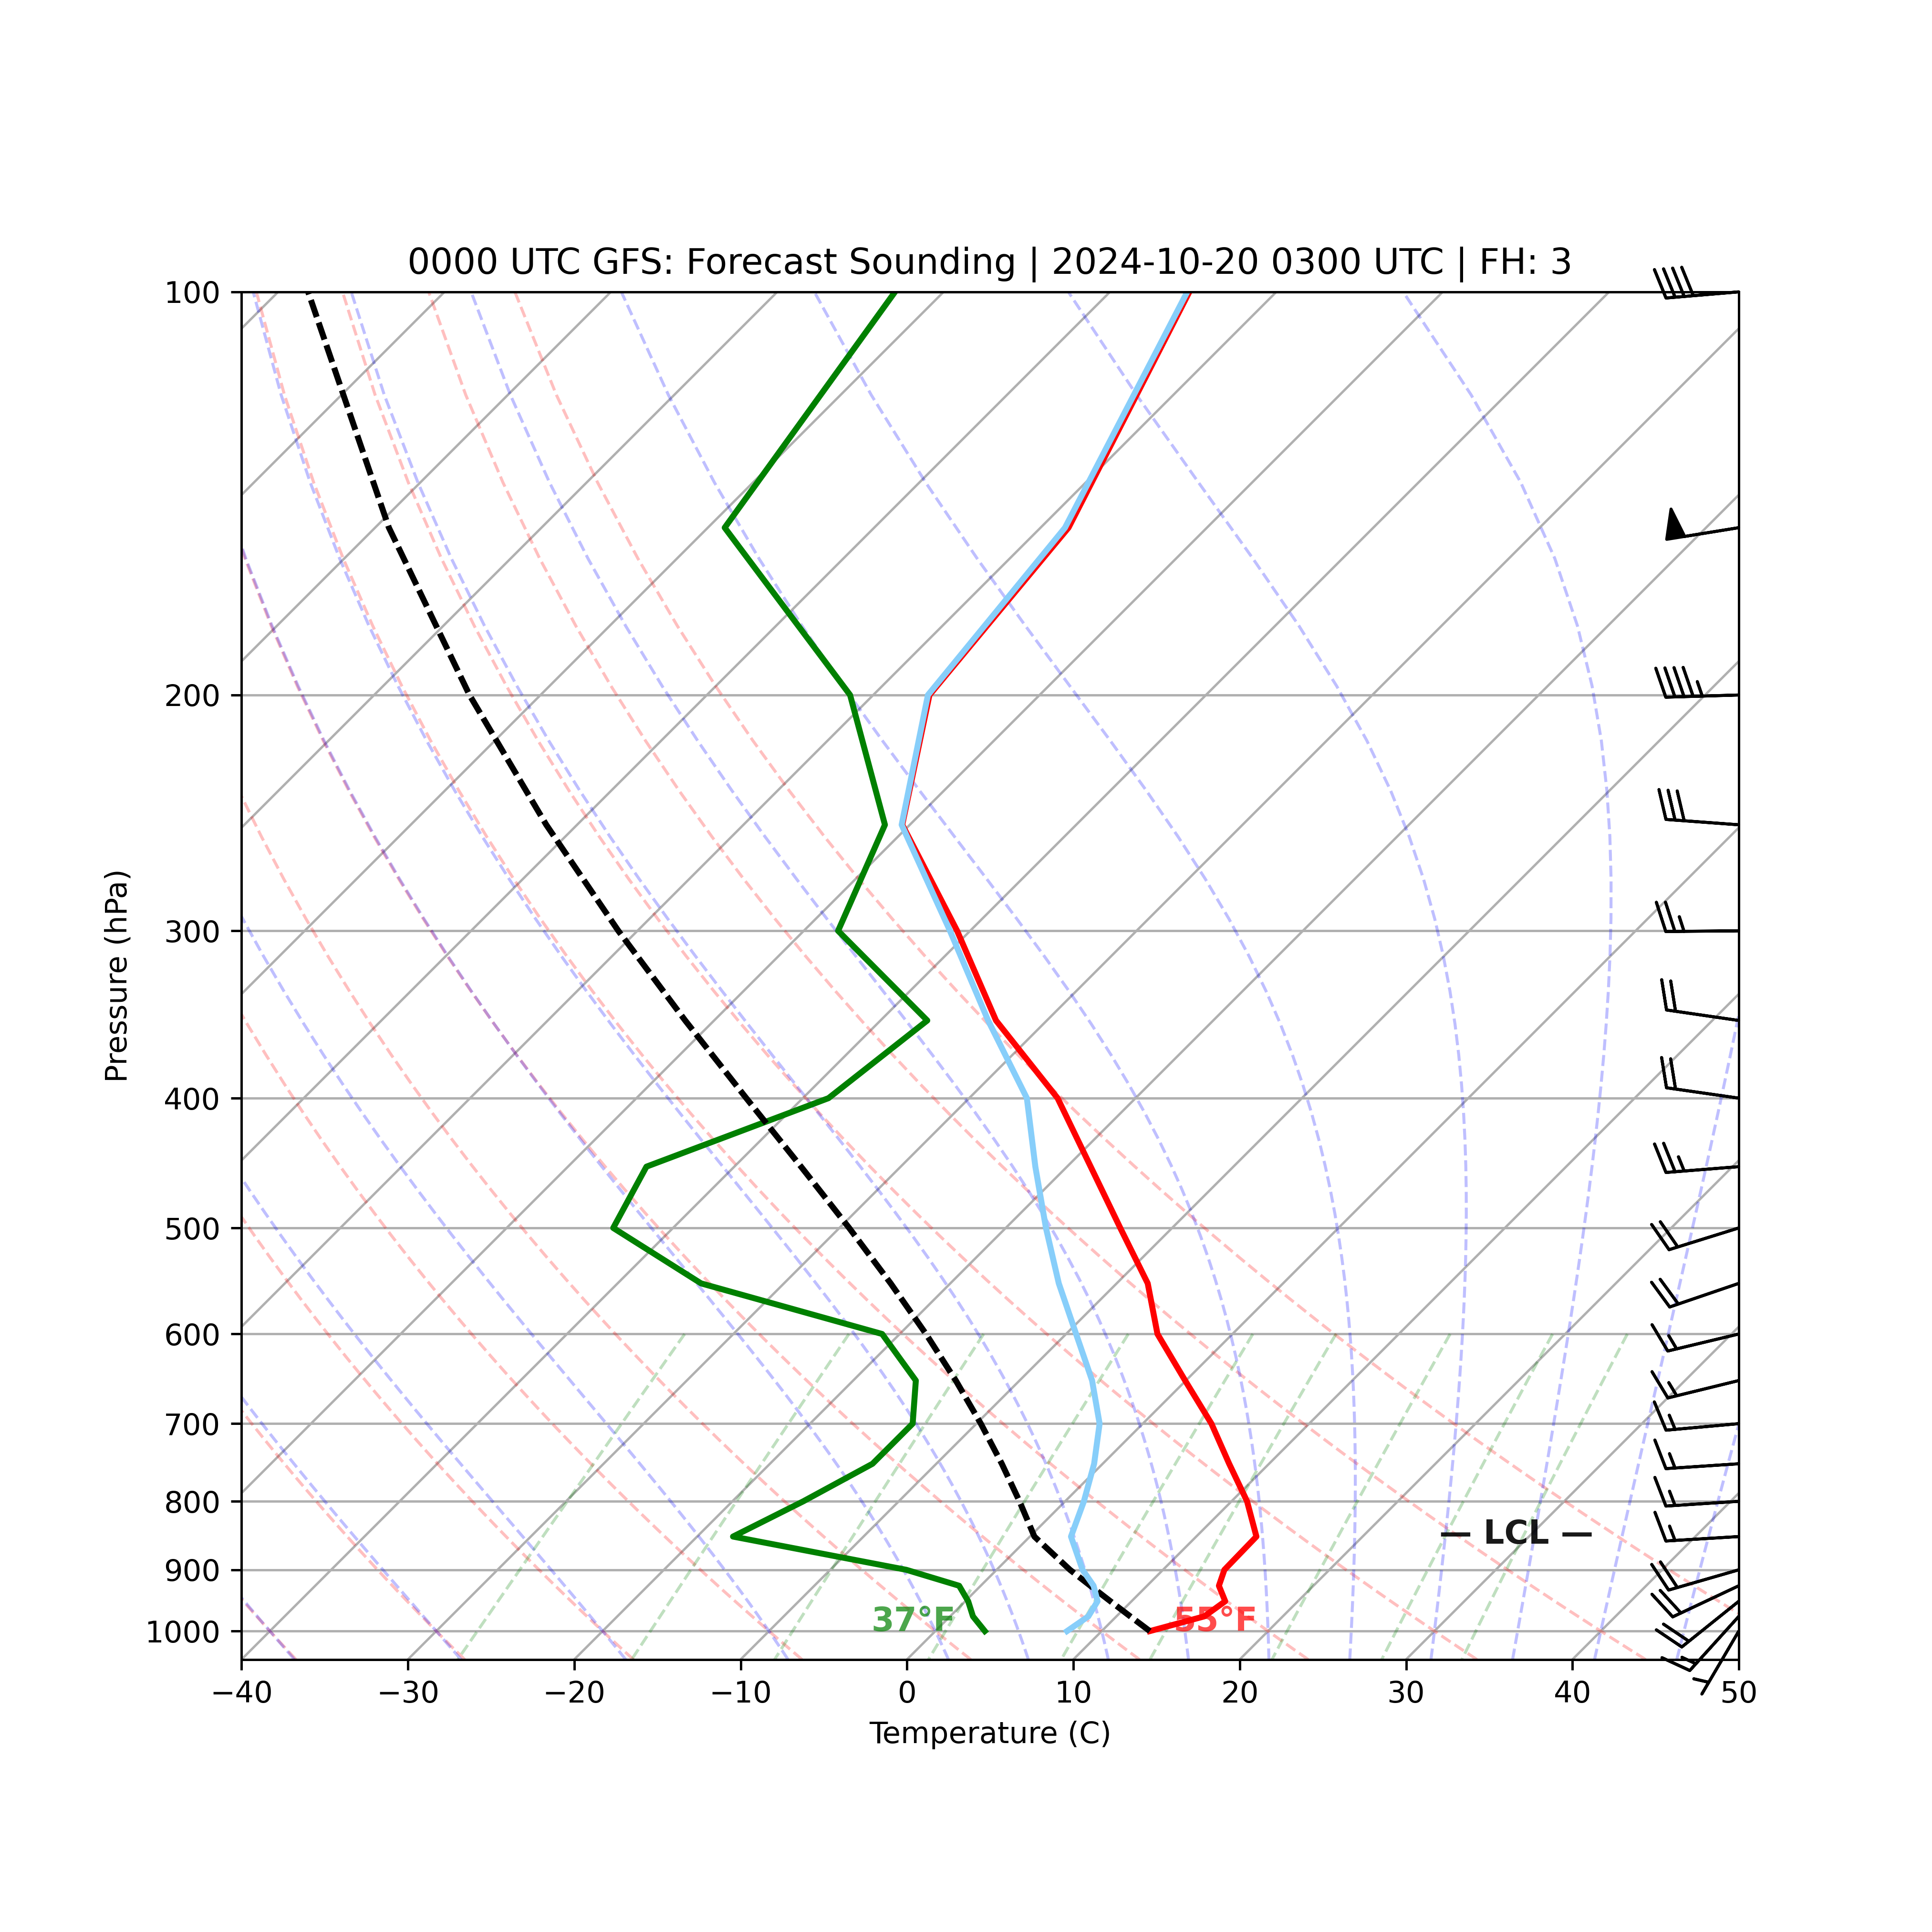 0000 UTC GFS: Forecast Sounding | 2024-10-20 0300 UTC | FH: 3
100
200
300
400
500
600
700
800
900
1000
Pressure (hPa)
— LCL —
37°F
55°F
−40 −30 −20 −10 0 10 20 30 40 50
Temperature (C)